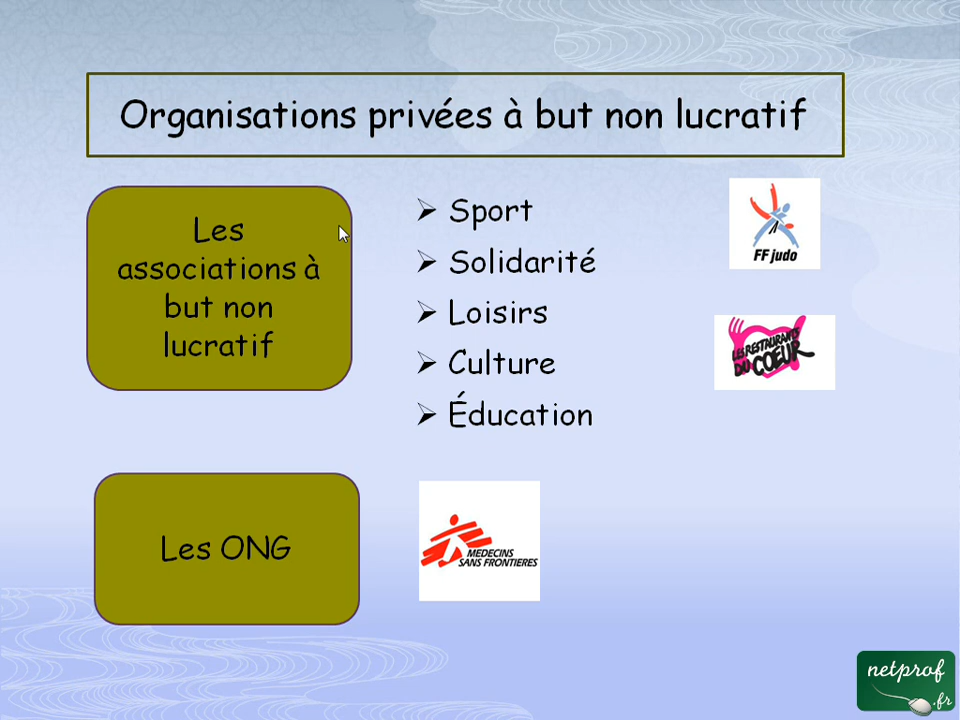 Organisations privées à but non lucratif
Les
associations à
but non
lucratif
Sport
Solidarité
Loisirs
Culture
Éducation
FF judo
LES RESTAURANTS
DU COEUR
Les ONG
MEDECINS
SANS FRONTIERES
netprof
.fr